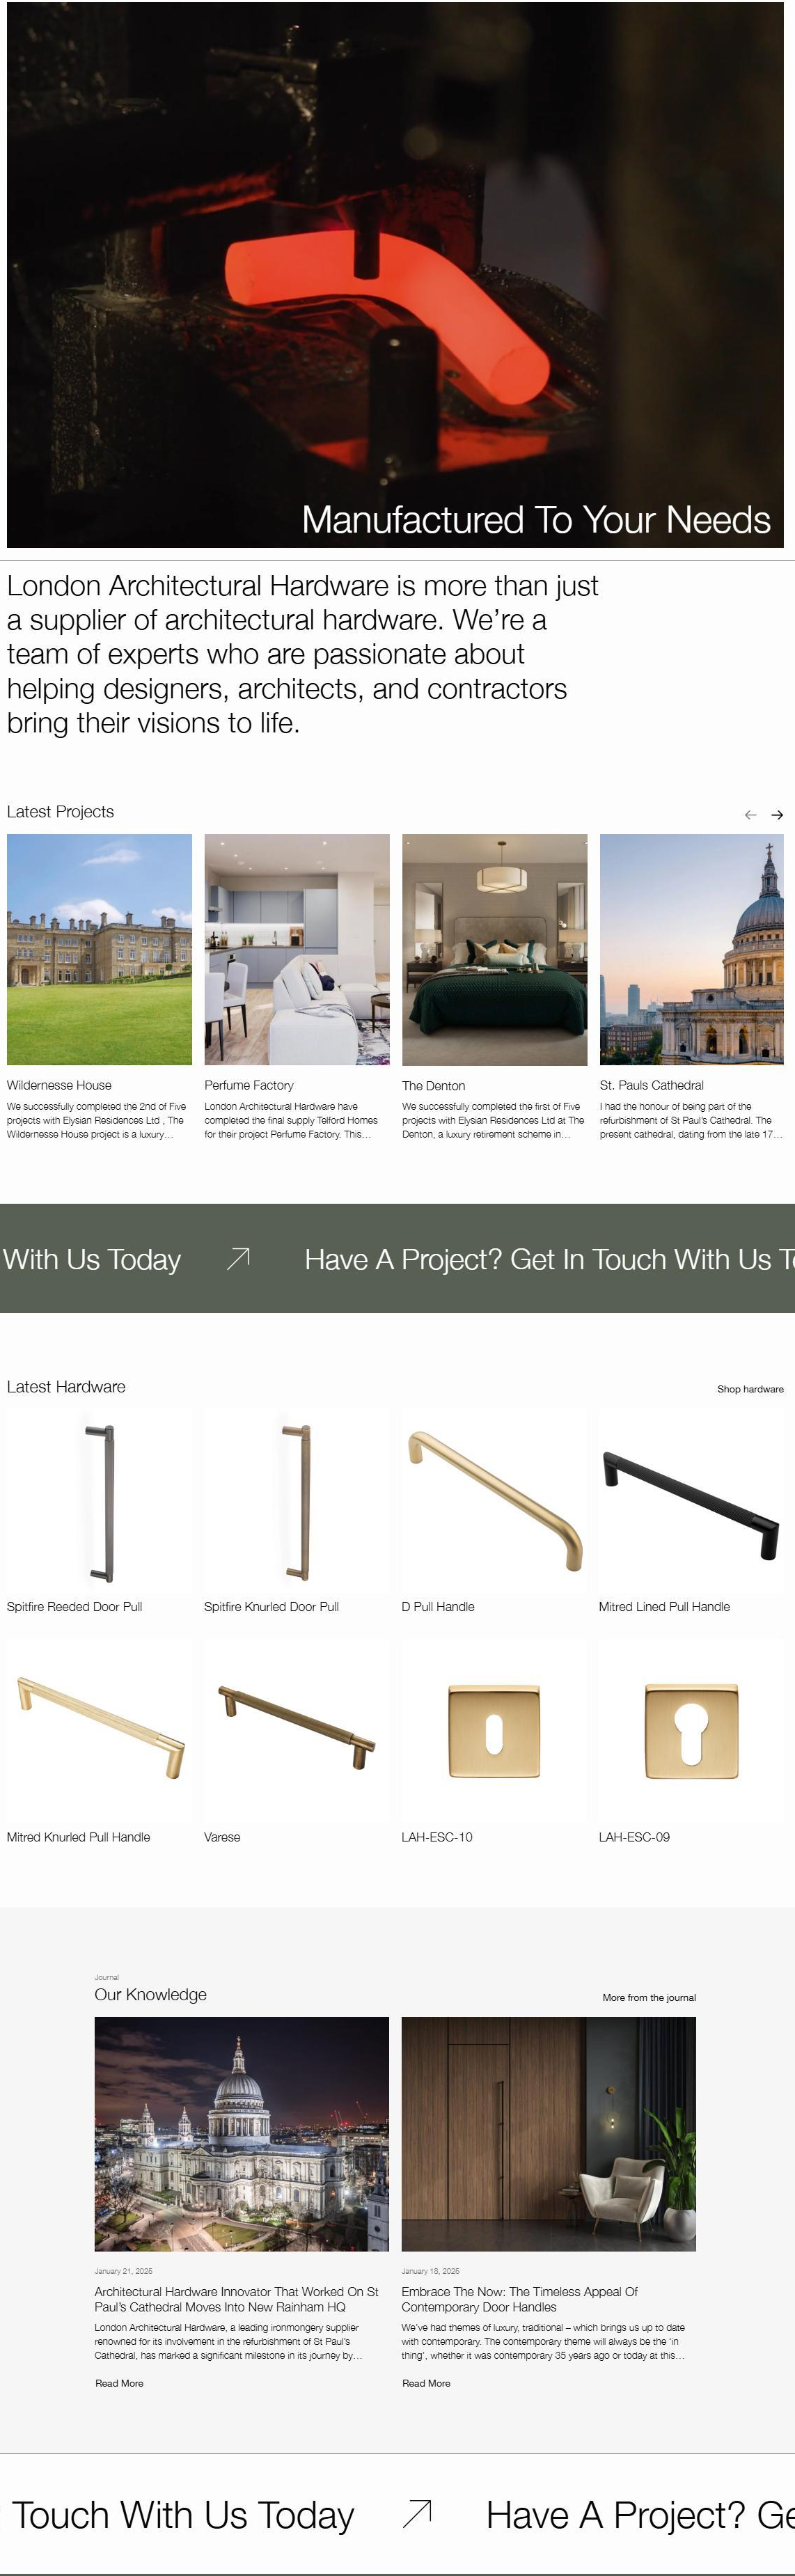 Manufactured To Your Needs
London Architectural Hardware is more than just
a supplier of architectural hardware. We’re a
team of experts who are passionate about
helping designers, architects, and contractors
bring their visions to life.
Latest Projects
Wildernesse House
We successfully completed the 2nd of Five
projects with Elysian Residences Ltd , The
Wildernesse House project is a luxury…
Perfume Factory
London Architectural Hardware have
completed the final supply Telford Homes
for their project Perfume Factory. This…
The Denton
We successfully completed the first of Five
projects with Elysian Residences Ltd at The
Denton, a luxury retirement scheme in…
St. Pauls Cathedral
I had the honour of being part of the
refurbishment of St Paul’s Cathedral. The
present cathedral, dating from the late 17…
With Us Today
Have A Project? Get In Touch With Us To
Latest Hardware
Shop hardware
Spitfire Reeded Door Pull
Spitfire Knurled Door Pull
D Pull Handle
Mitred Lined Pull Handle
Mitred Knurled Pull Handle
Varese
LAH-ESC-10
LAH-ESC-09
Journal
Our Knowledge
More from the journal
January 21, 2025
Architectural Hardware Innovator That Worked On St
Paul’s Cathedral Moves Into New Rainham HQ
London Architectural Hardware, a leading ironmongery supplier
renowned for its involvement in the refurbishment of St Paul’s
Cathedral, has marked a significant milestone in its journey by…
Read More
January 18, 2025
Embrace The Now: The Timeless Appeal Of
Contemporary Door Handles
We’ve had themes of luxury, traditional – which brings us up to date
with contemporary. The contemporary theme will always be the ‘in
thing’, whether it was contemporary 35 years ago or today at this…
Read More
Touch With Us Today
Have A Project? Ge